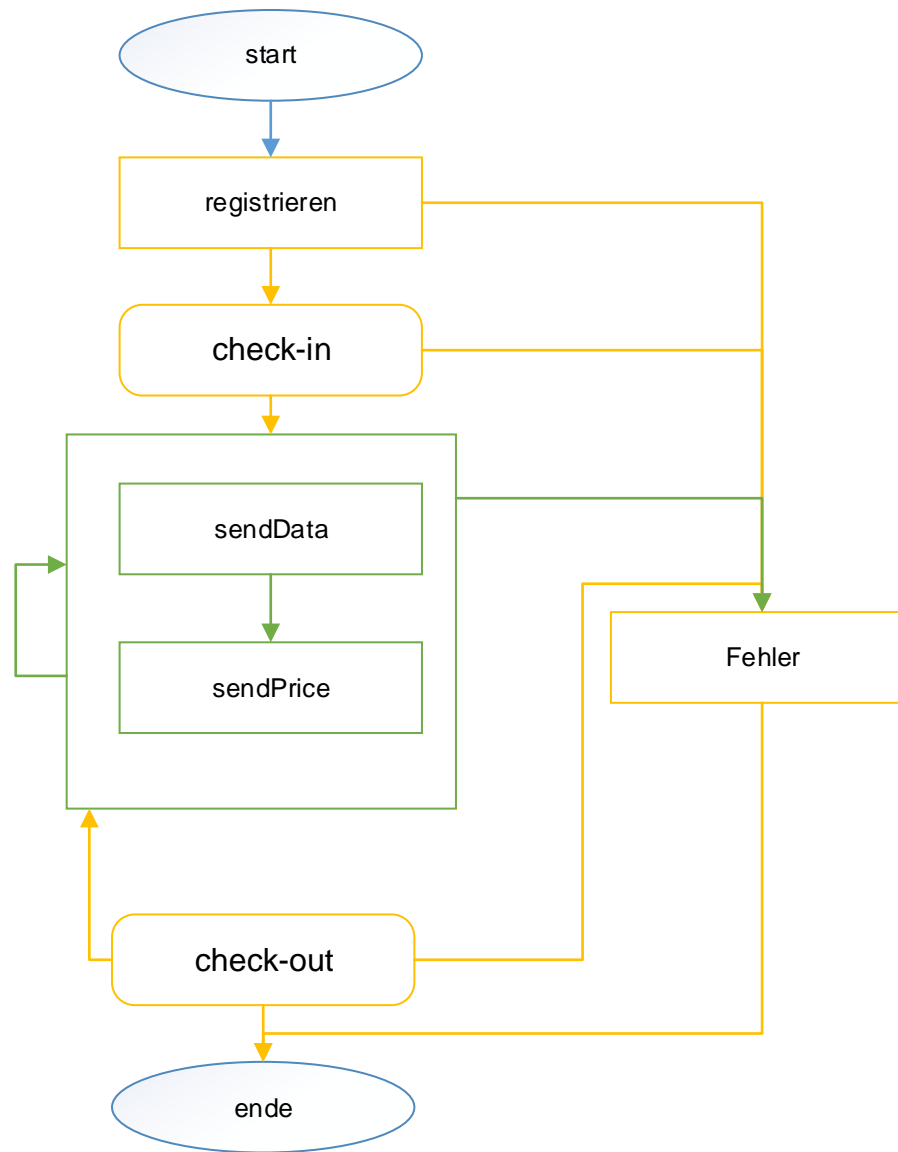 start
registrieren
check-in
sendData
sendPrice
Fehler
check-out
ende